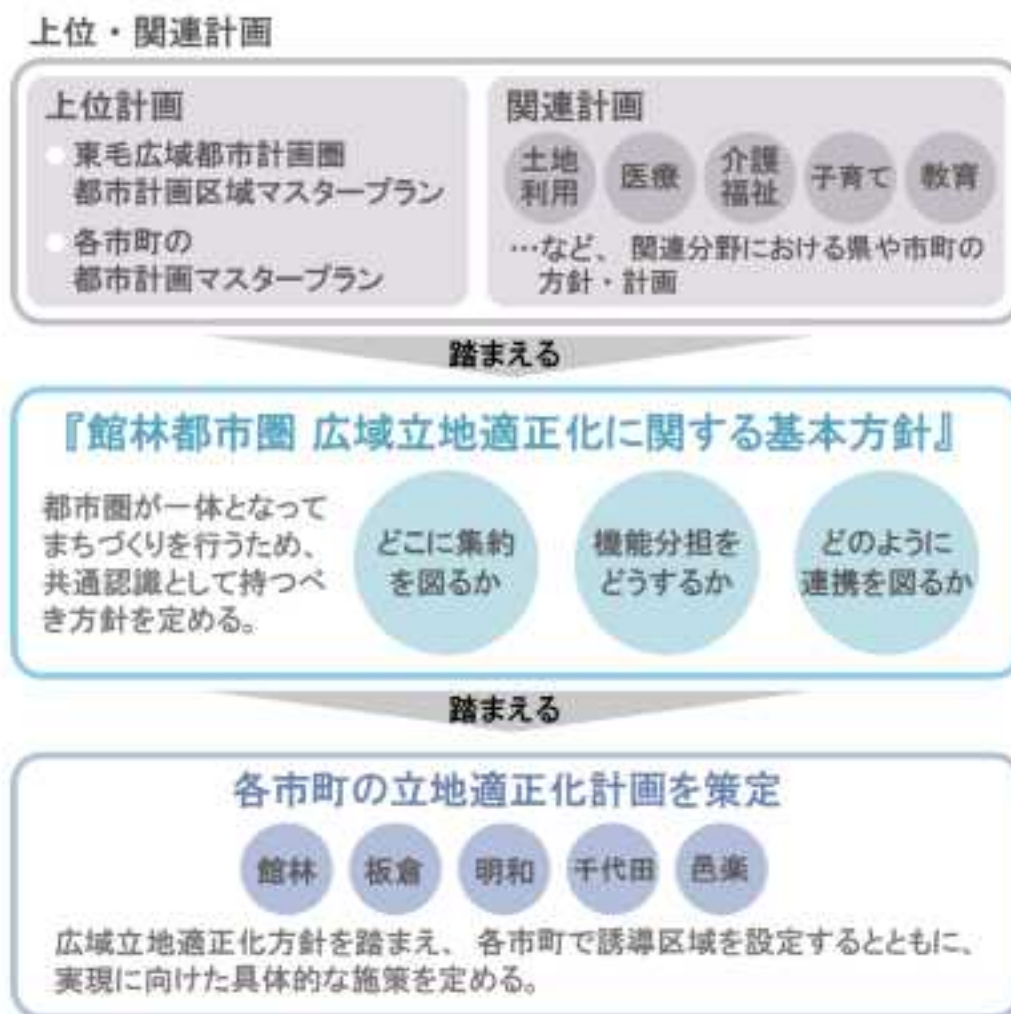 上位・関連計画
上位計画
東毛広域都市計画圏
都市計画区域マスタープラン
各市町の
都市計画マスタープラン
関連計画
土地
利用
医療
介護
福祉
子育て
教育
…など、関連分野における県や市町の
方針・計画
踏まえる
『館林都市圏 広域立地適正化に関する基本方針』
都市圏が一体となって
まちづくりを行うため、
共通認識として持つべ
き方針を定める。
どこに集約
を図るか
機能分担を
どうするか
どのように
連携を図るか
踏まえる
各市町の立地適正化計画を策定
館林
板倉
明和
千代田
邑楽
広域立地適正化方針を踏まえ、各市町で誘導区域を設定するとともに、
実現に向けた具体的な施策を定める。